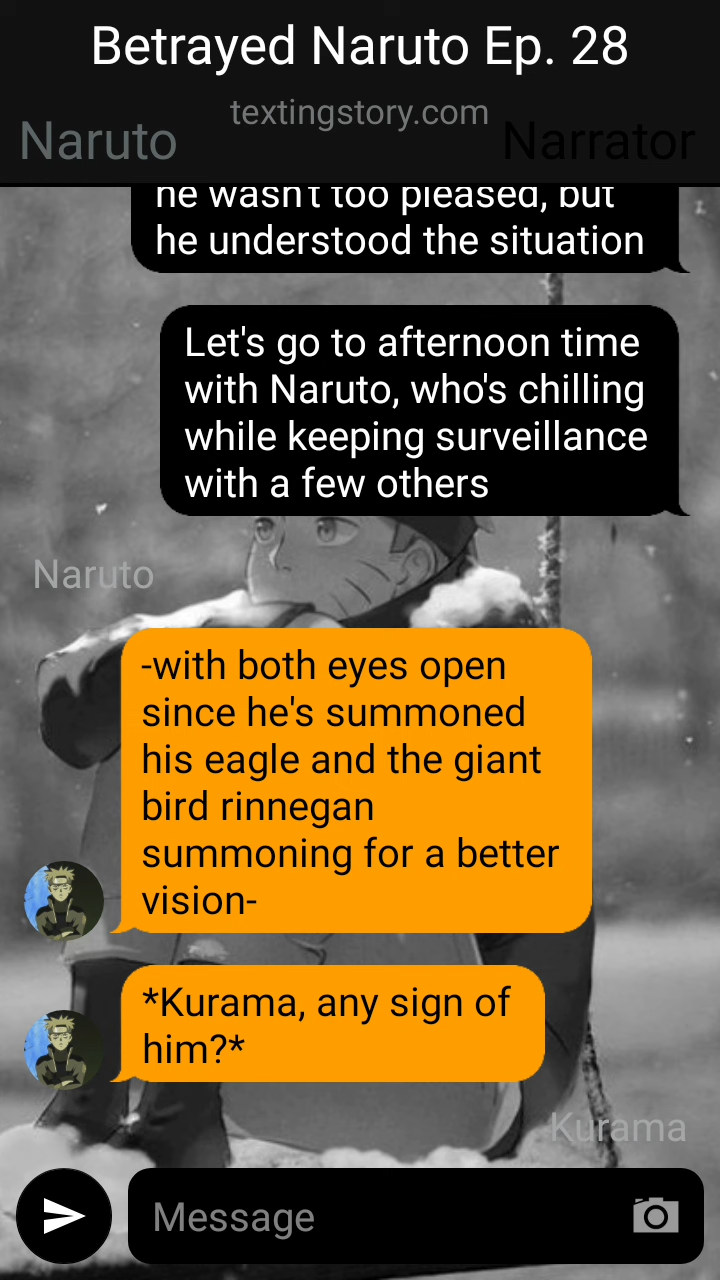 Betrayed Naruto Ep. 28
textingstory.com
Naruto
Narrator
he wasn't too pleased, but
he understood the situation
Let's go to afternoon time
with Naruto, who's chilling
while keeping surveillance
with a few others
Naruto
-with both eyes open
since he's summoned
his eagle and the giant
bird rinnegan
summoning for a better
vision-
*Kurama, any sign of
him?*
Kurama
Message